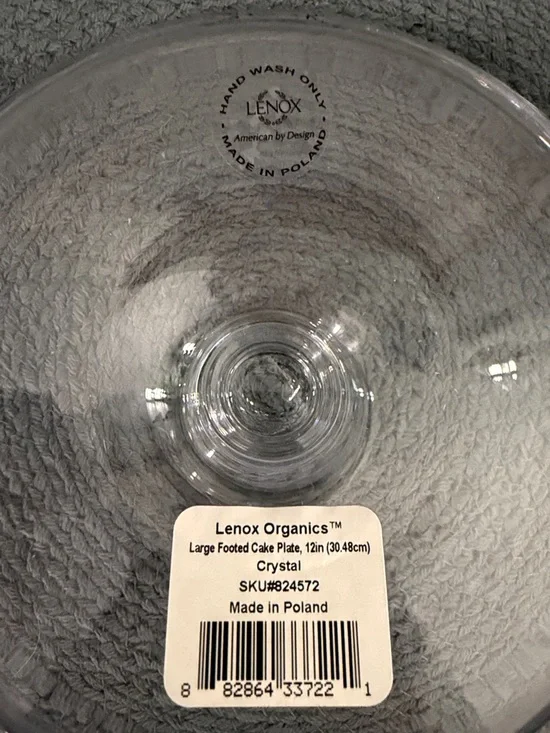 • HAND WASH ONLY •
LENOX
American by Design
MADE IN POLAND
Lenox Organics™
Large Footed Cake Plate, 12in (30.48cm)
Crystal
SKU#824572
Made in Poland
8 82864 33722 1